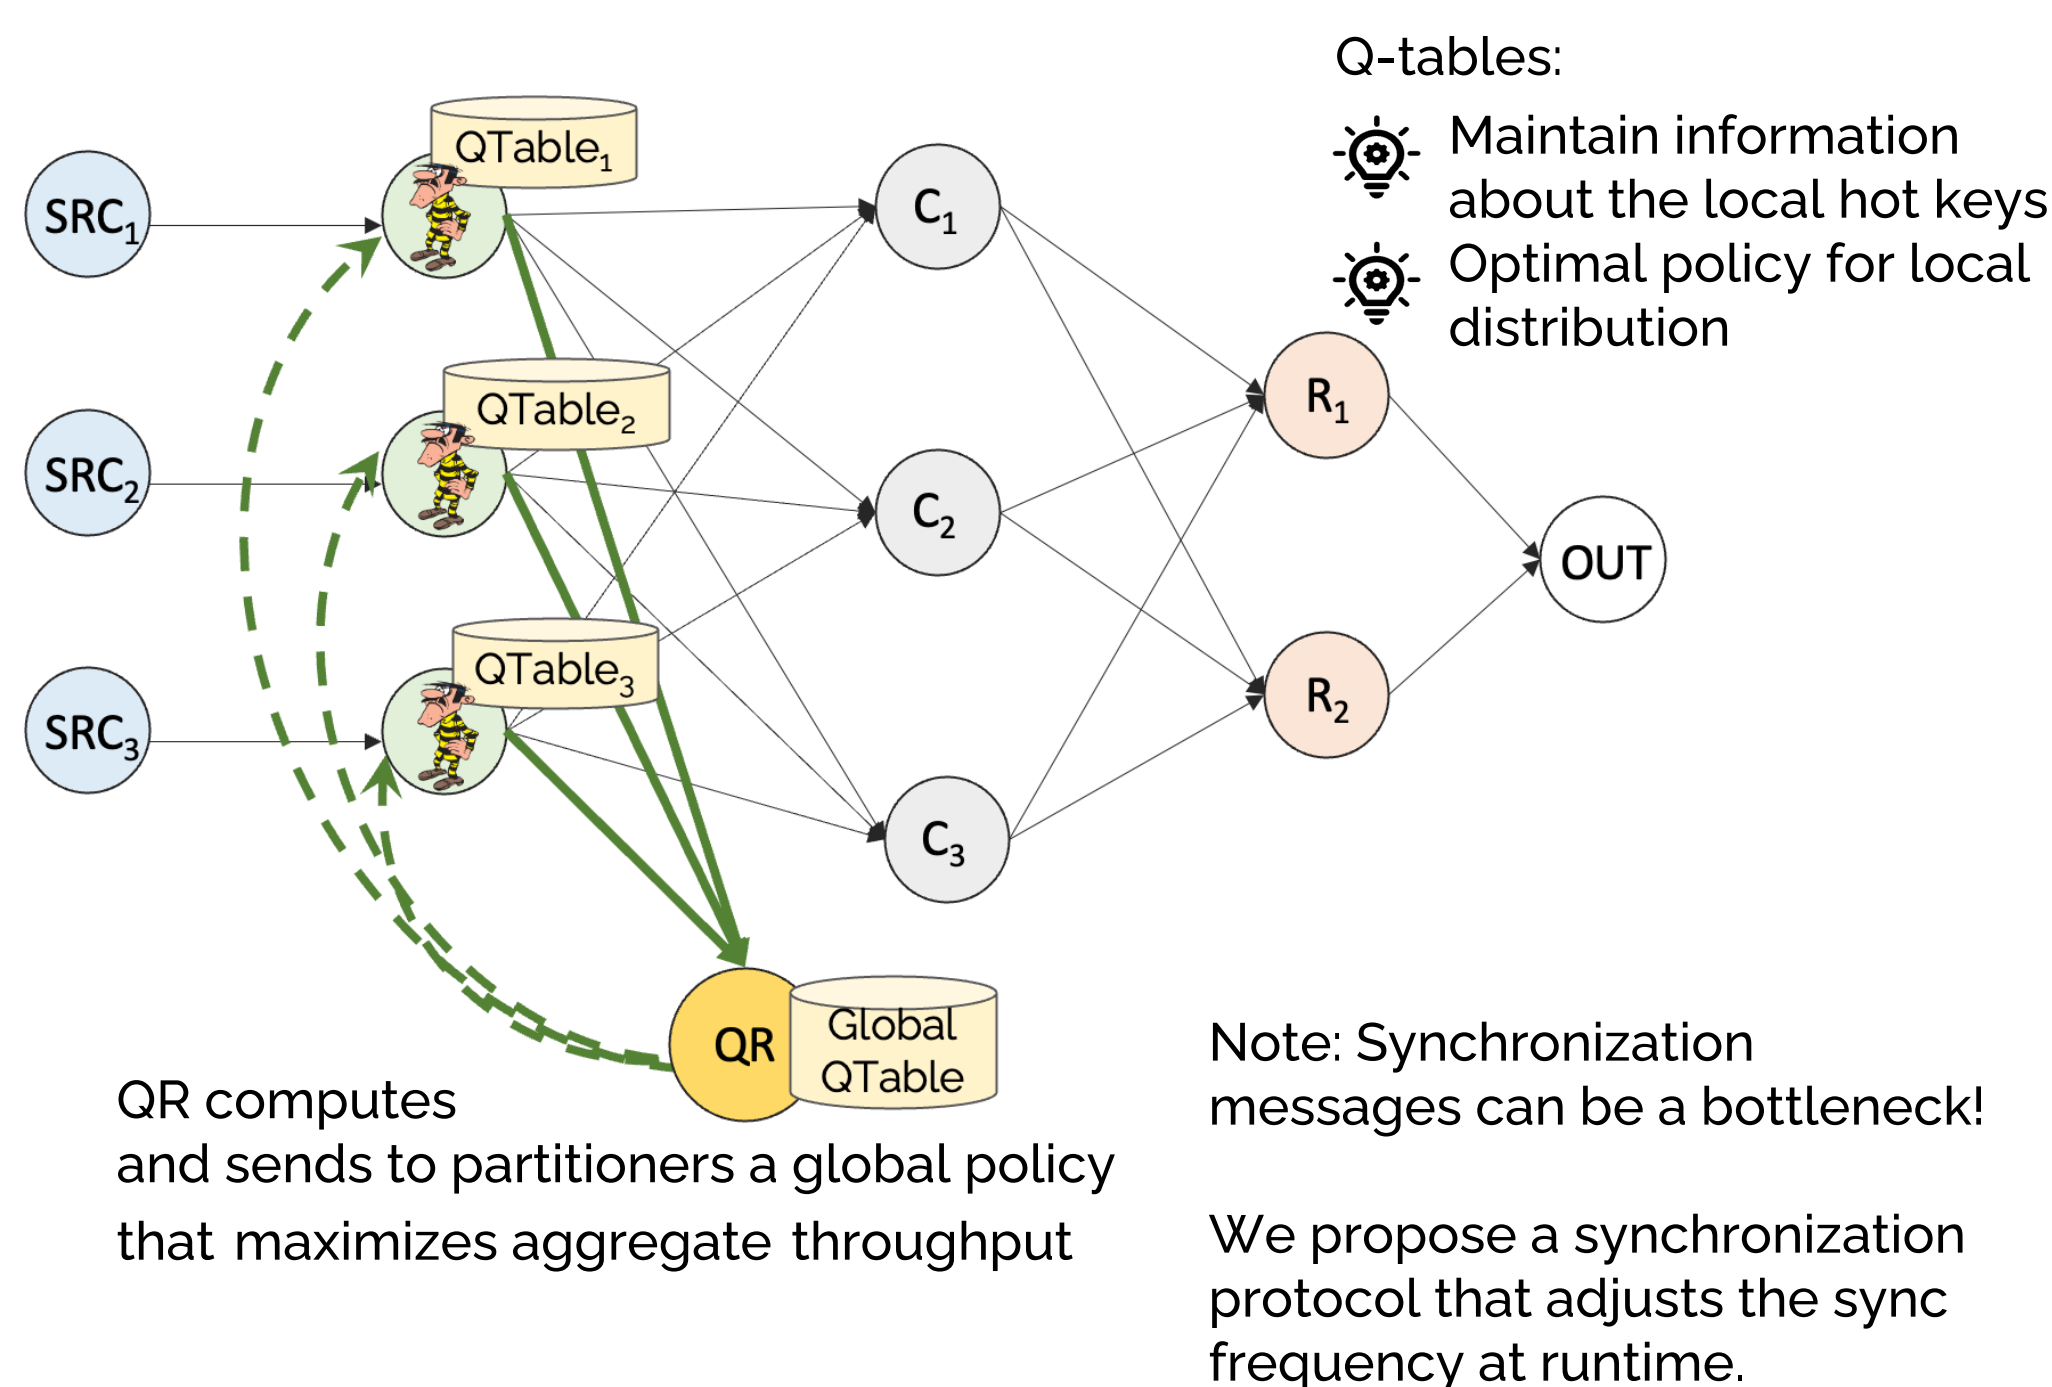 Q-tables:
Maintain information
about the local hot keys
Optimal policy for local
distribution
QTable₁
SRC₁
C₁
QTable₂
R₁
SRC₂
C₂
OUT
QTable₃
SRC₃
R₂
C₃
QR
Global
QTable
QR computes
and sends to partitioners a global policy
that maximizes aggregate throughput
Note: Synchronization
messages can be a bottleneck!
We propose a synchronization
protocol that adjusts the sync
frequency at runtime.